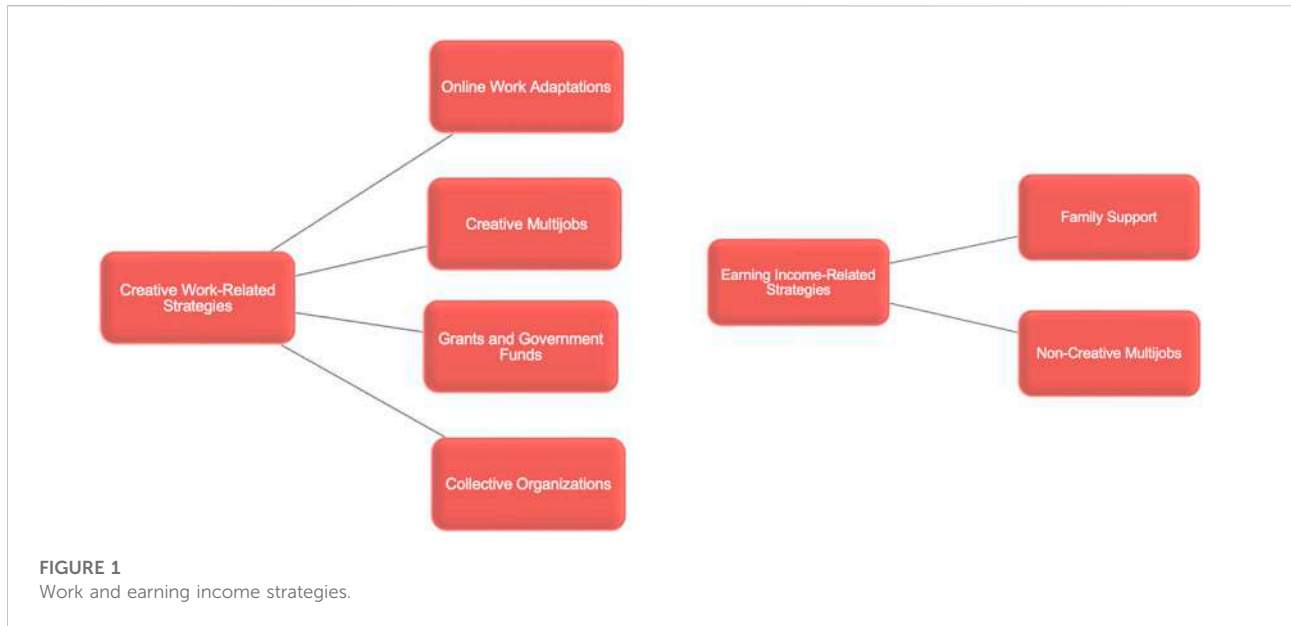 Online Work Adaptations
Creative Multijobs
Creative Work-Related
Strategies
Grants and Government
Funds
Collective Organizations
Family Support
Earning Income-Related
Strategies
Non-Creative Multijobs
FIGURE 1
Work and earning income strategies.